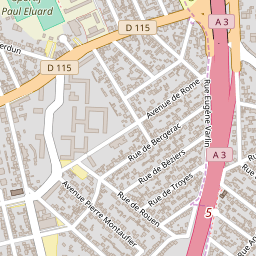 Paul Eluard
A 3
D 115
D 115
Avenue de Rome
Rue Eugène Varlin
Rue de Bergerac
A 3
Rue de Béziers
Rue de Troyes
Avenue Pierre Montaufier
Rue de Rouen
5